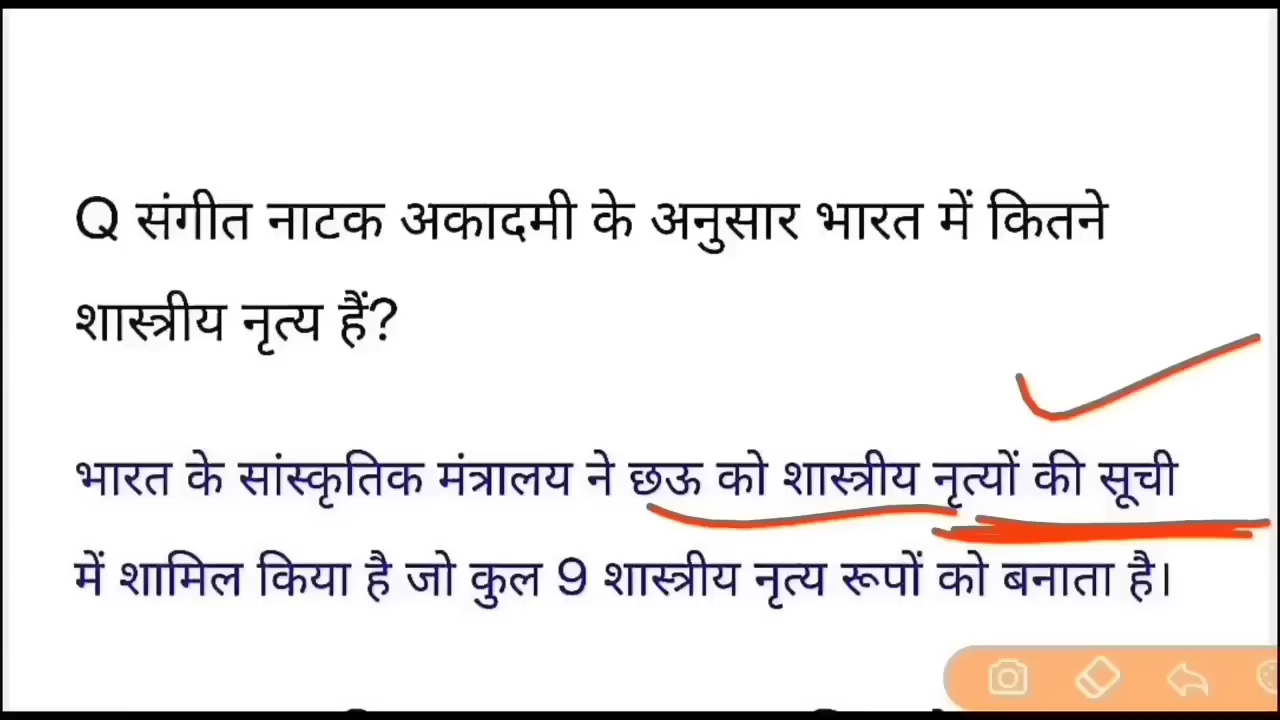 Q संगीत नाटक अकादमी के अनुसार भारत में कितने
शास्त्रीय नृत्य हैं?
भारत के सांस्कृतिक मंत्रालय ने छऊ को शास्त्रीय नृत्यों की सूची
में शामिल किया है जो कुल 9 शास्त्रीय नृत्य रूपों को बनाता है।